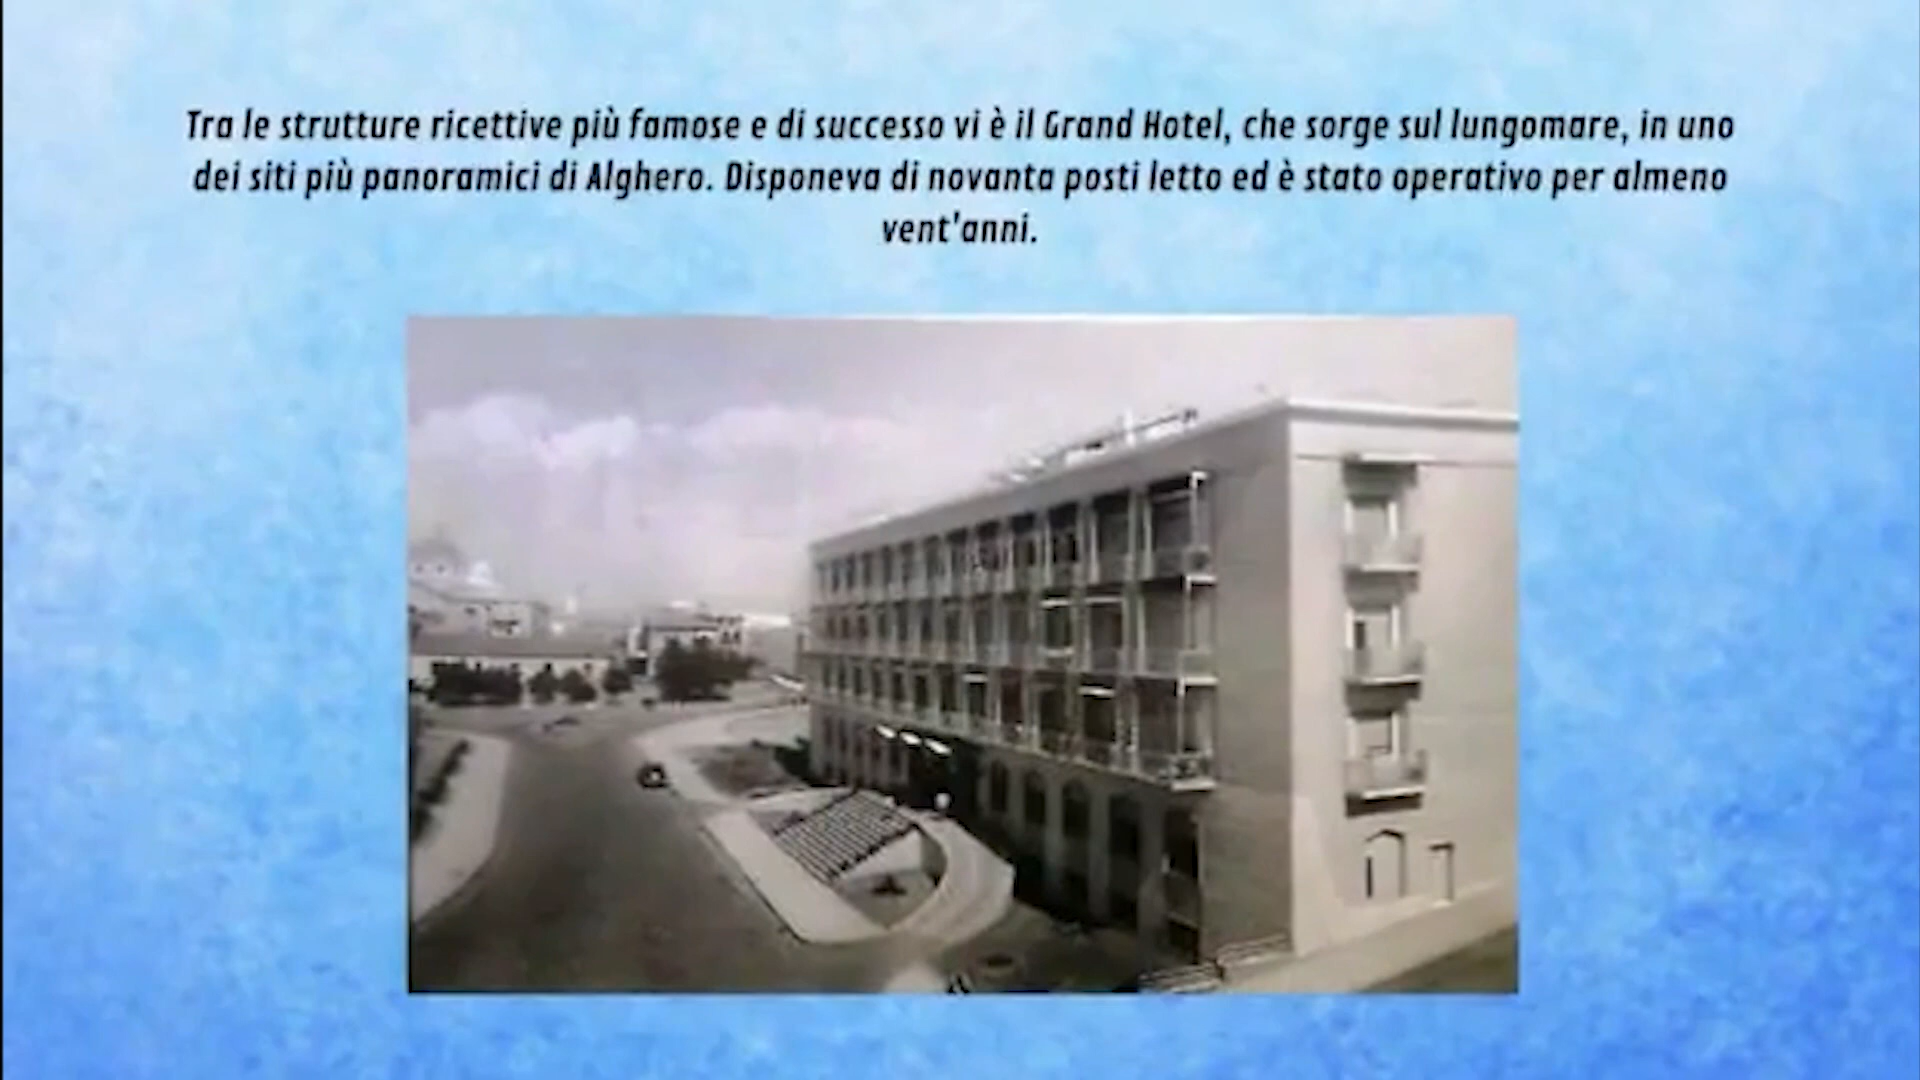 Tra le strutture ricettive più famose e di successo vi è il Grand Hotel, che sorge sul lungomare, in uno
dei siti più panoramici di Alghero. Disponeva di novanta posti letto ed è stato operativo per almeno
vent'anni.